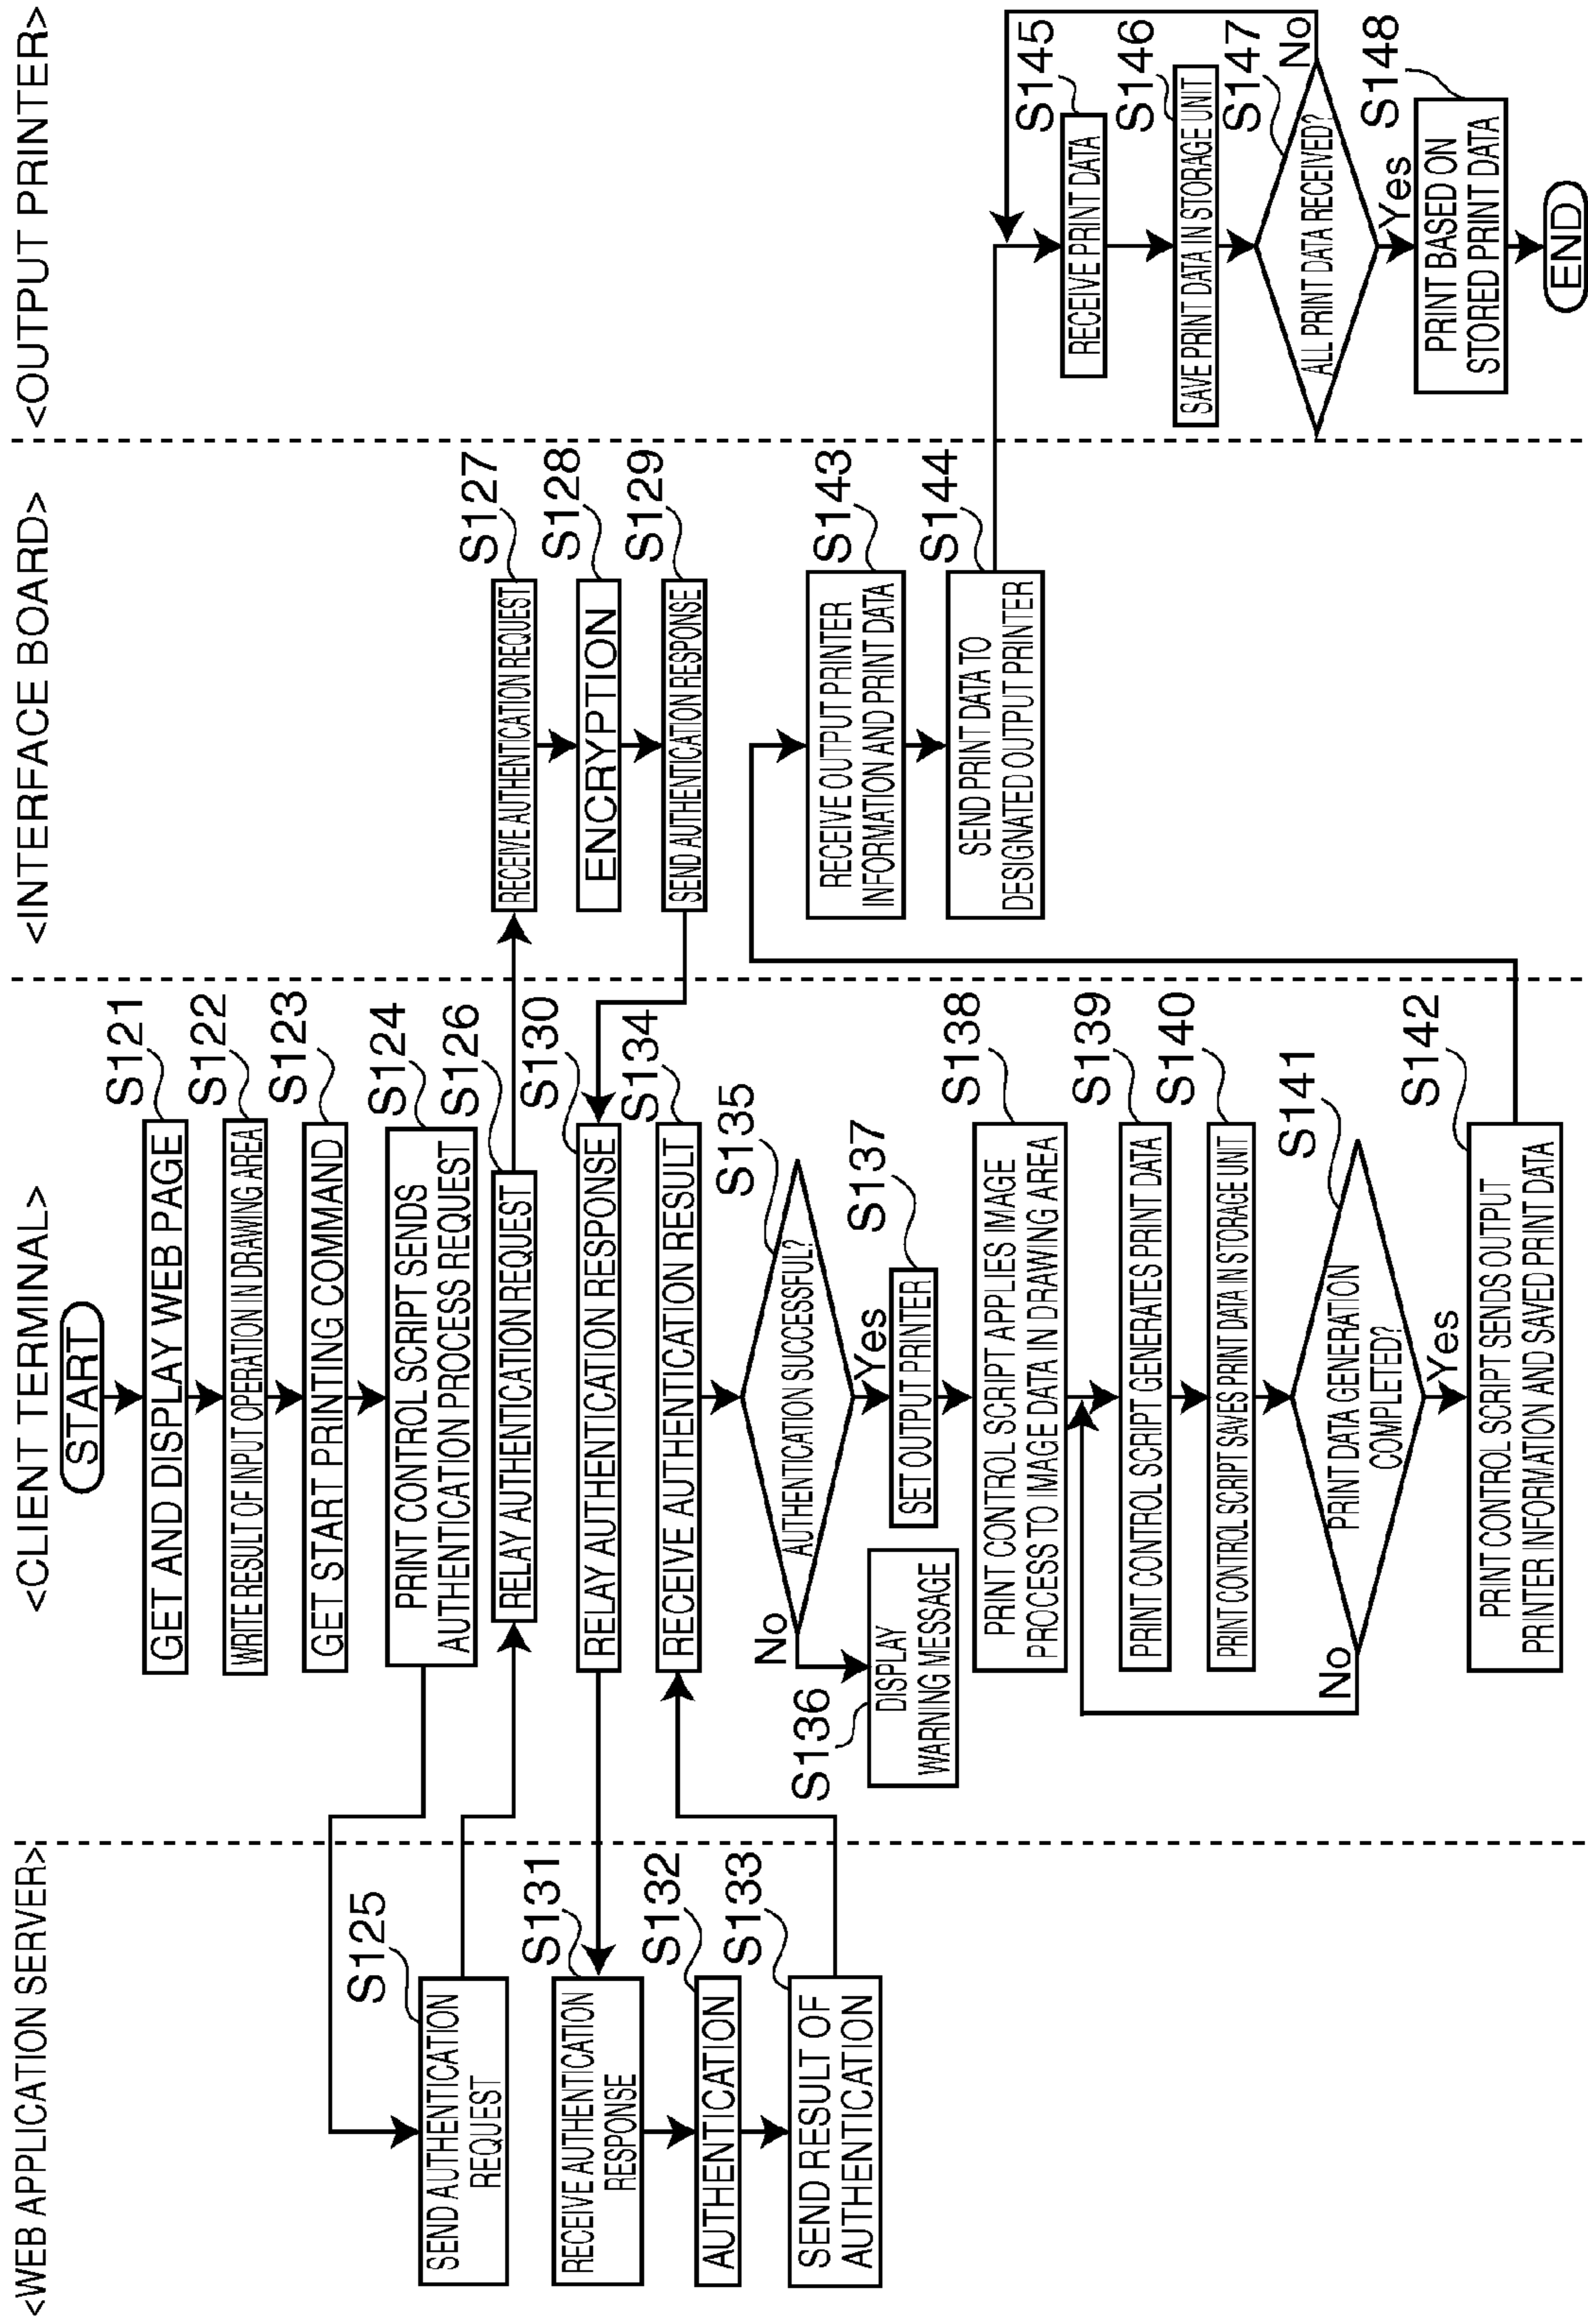 <WEB APPLICATION SERVER>
<CLIENT TERMINAL>
<INTERFACE BOARD>
<OUTPUT PRINTER>
START
GET AND DISPLAY WEB PAGE
S121
WRITE RESULT OF INPUT OPERATION IN DRAWING AREA
S122
GET START PRINTING COMMAND
S123
PRINT CONTROL SCRIPT SENDS
AUTHENTICATION PROCESS REQUEST
S124
SEND AUTHENTICATION
REQUEST
S125
RELAY AUTHENTICATION REQUEST
S126
RECEIVE AUTHENTICATION REQUEST
S127
ENCRYPTION
S128
SEND AUTHENTICATION RESPONSE
S129
RELAY AUTHENTICATION RESPONSE
S130
RECEIVE AUTHENTICATION
RESPONSE
S131
AUTHENTICATION
S132
SEND RESULT OF
AUTHENTICATION
S133
RECEIVE AUTHENTICATION RESULT
S134
AUTHENTICATION SUCCESSFUL?
S135
No
Yes
DISPLAY
WARNING MESSAGE
S136
SET OUTPUT PRINTER
S137
PRINT CONTROL SCRIPT APPLIES IMAGE
PROCESS TO IMAGE DATA IN DRAWING AREA
S138
PRINT CONTROL SCRIPT GENERATES PRINT DATA
S139
PRINT CONTROL SCRIPT SAVES PRINT DATA IN STORAGE UNIT
S140
PRINT DATA GENERATION
COMPLETED?
S141
No
Yes
PRINT CONTROL SCRIPT SENDS OUTPUT
PRINTER INFORMATION AND SAVED PRINT DATA
S142
RECEIVE OUTPUT PRINTER
INFORMATION AND PRINT DATA
S143
SEND PRINT DATA TO
DESIGNATED OUTPUT PRINTER
S144
RECEIVE PRINT DATA
S145
SAVE PRINT DATA IN STORAGE UNIT
S146
ALL PRINT DATA RECEIVED?
S147
No
Yes
PRINT BASED ON
STORED PRINT DATA
S148
END